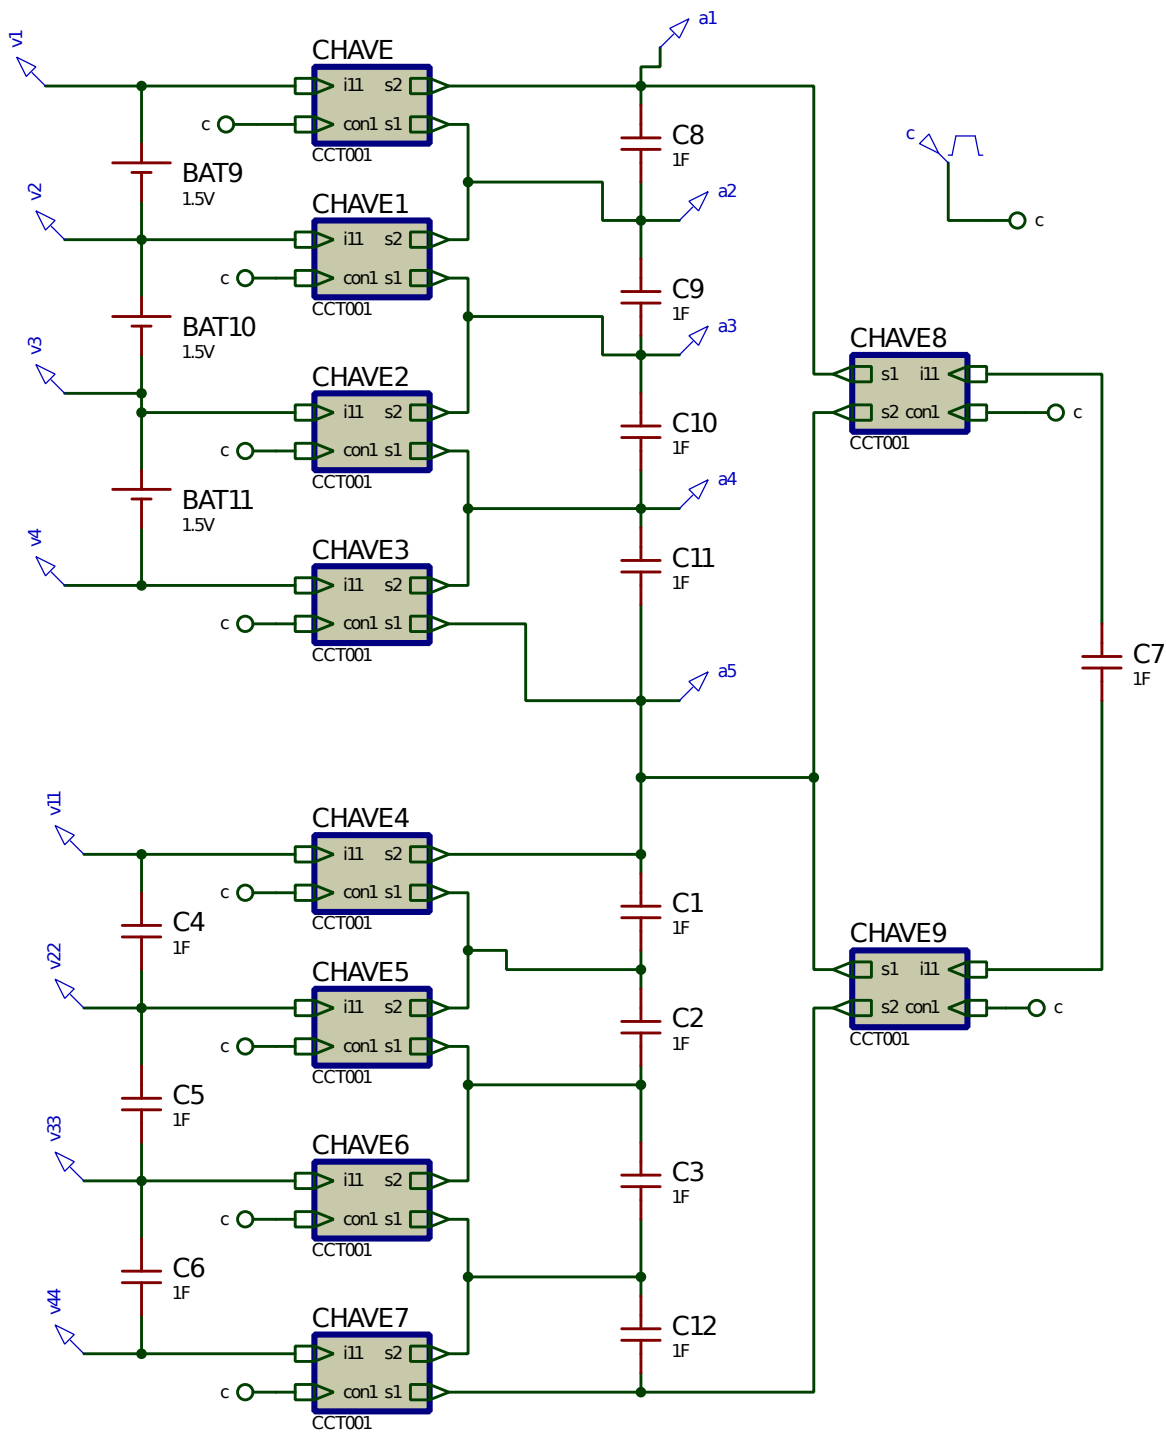 a1
v1
CHAVE
i11 s2
c
con1 s1
CCT001
C8
1F
c
BAT9
1.5V
v2
CHAVE1
a2
c
i11 s2
c
con1 s1
CCT001
C9
1F
BAT10
1.5V
a3
v3
CHAVE2
CHAVE8
s1 i11
i11 s2
s2 con1
c
C10
1F
c
con1 s1
CCT001
CCT001
a4
BAT11
1.5V
v4
CHAVE3
C11
1F
i11 s2
c
con1 s1
CCT001
C7
1F
a5
v11
CHAVE4
i11 s2
c
con1 s1
CCT001
C1
1F
C4
1F
CHAVE9
v22
CHAVE5
s1 i11
i11 s2
s2 con1
c
C2
1F
CCT001
c
con1 s1
CCT001
C5
1F
v33
CHAVE6
i11 s2
C3
1F
c
con1 s1
CCT001
C6
1F
v44
CHAVE7
C12
1F
i11 s2
c
con1 s1
CCT001